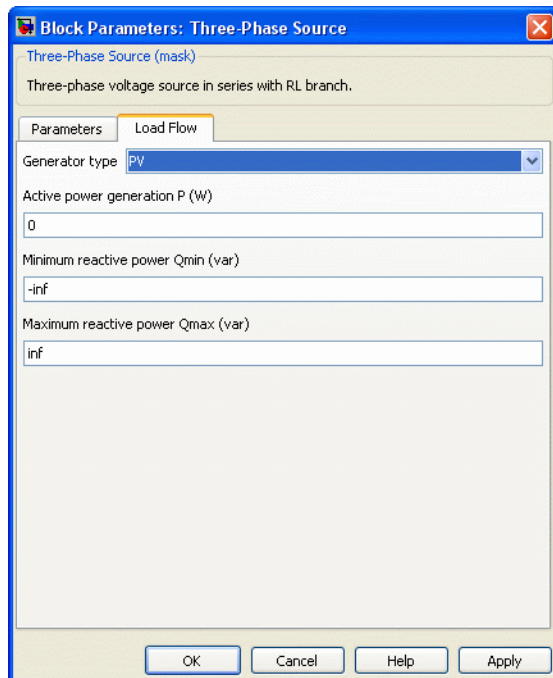 Block Parameters: Three-Phase Source
Three-Phase Source (mask)
Three-phase voltage source in series with RL branch.
Parameters Load Flow
Generator type PV
Active power generation P (W)
0
Minimum reactive power Qmin (var)
-inf
Maximum reactive power Qmax (var)
inf
OK Cancel Help Apply